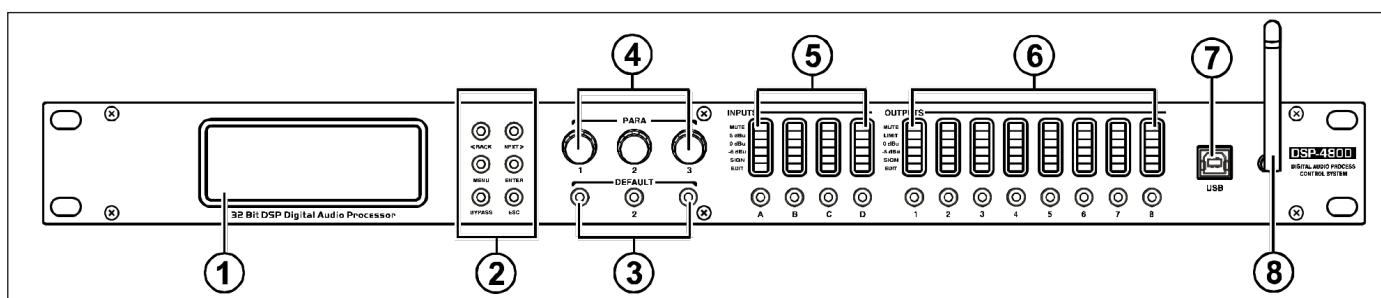 4
5
6
7
PARA
1 2 3
DEFAULT
2
<BACK NEXT>
MENU ENTER
BYPASS ESC
INPUTS
MUTE
5 dBu
0 dBu
-5 dBu
SIGN
EDIT
A B C D
OUTPUTS
MUTE
LIMIT
0 dBu
-5 dBu
SIGN
EDIT
1 2 3 4 5 6 7 8
USB
DSP-4800
DIGITAL AUDIO PROCESS
CONTROL SYSTEM
32 Bit DSP Digital Audio Processor
1
2
3
8